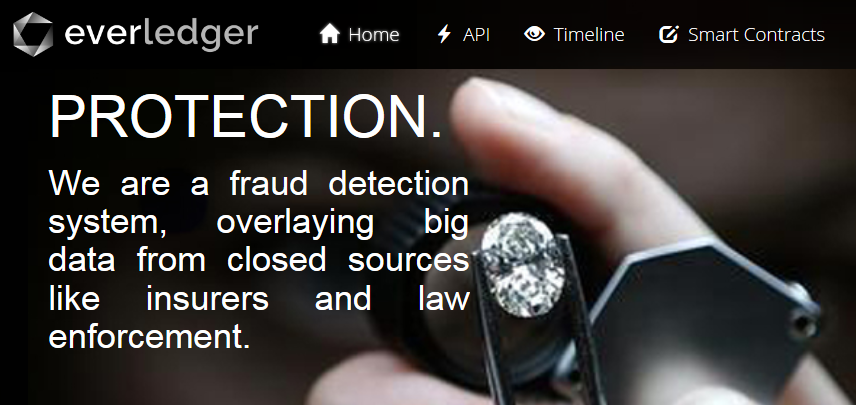 everledger
Home API Timeline Smart Contracts
PROTECTION.
We are a fraud detection
system, overlaying big
data from closed sources
like insurers and law
enforcement.